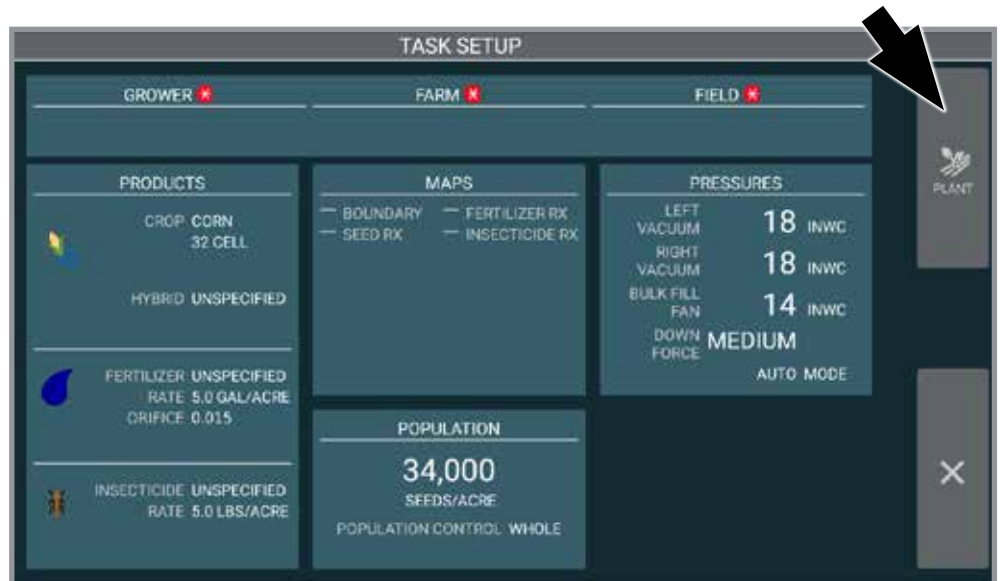 TASK SETUP
GROWER *
FARM *
FIELD *
PLANT
PRODUCTS
CROP CORN
32 CELL
HYBRID UNSPECIFIED
FERTILIZER UNSPECIFIED
RATE 5.0 GAL/ACRE
ORIFICE 0.015
INSECTICIDE UNSPECIFIED
RATE 5.0 LBS/ACRE
MAPS
— BOUNDARY — FERTILIZER RX
— SEED RX — INSECTICIDE RX
POPULATION
34,000
SEEDS/ACRE
POPULATION CONTROL WHOLE
PRESSURES
LEFT
VACUUM 18 INWC
RIGHT
VACUUM 18 INWC
BULK FILL
FAN 14 INWC
DOWN
FORCE MEDIUM
AUTO MODE